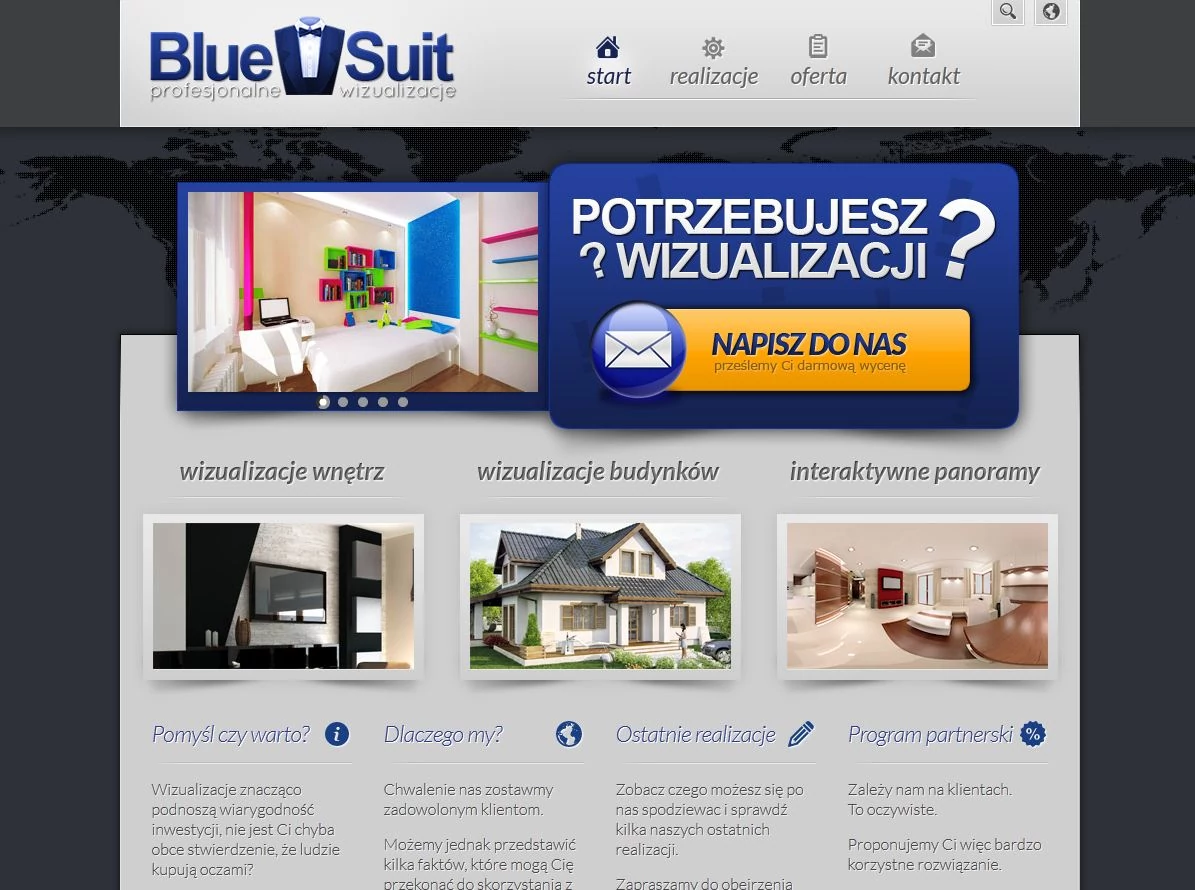 Blue Suit
profesjonalne wizualizacje
start realizacje oferta kontakt
POTRZEBUJESZ
? WIZUALIZACJI ?
NAPISZ DO NAS
prześlemy Ci darmową wycenę
wizualizacje wnętrz
wizualizacje budynków
interaktywne panoramy
Pomyśl czy warto?
Wizualizacje znacząco
podnoszą wiarygodność
inwestycji, nie jest Ci chyba
obce stwierdzenie, że ludzie
kupują oczami?
Dlaczego my?
Chwalenie nas zostawmy
zadowolonym klientom.
Możemy jednak przedstawić
kilka faktów, które mogą Cię
przekonać do skorzystania z
Ostatnie realizacje
Zobacz czego możesz się po
nas spodziewac i sprawdź
kilka naszych ostatnich
realizacji.
Zapraszamy do obejrzenia
Program partnerski %
Zależy nam na klientach.
To oczywiste.
Proponujemy Ci więc bardzo
korzystne rozwiązanie.